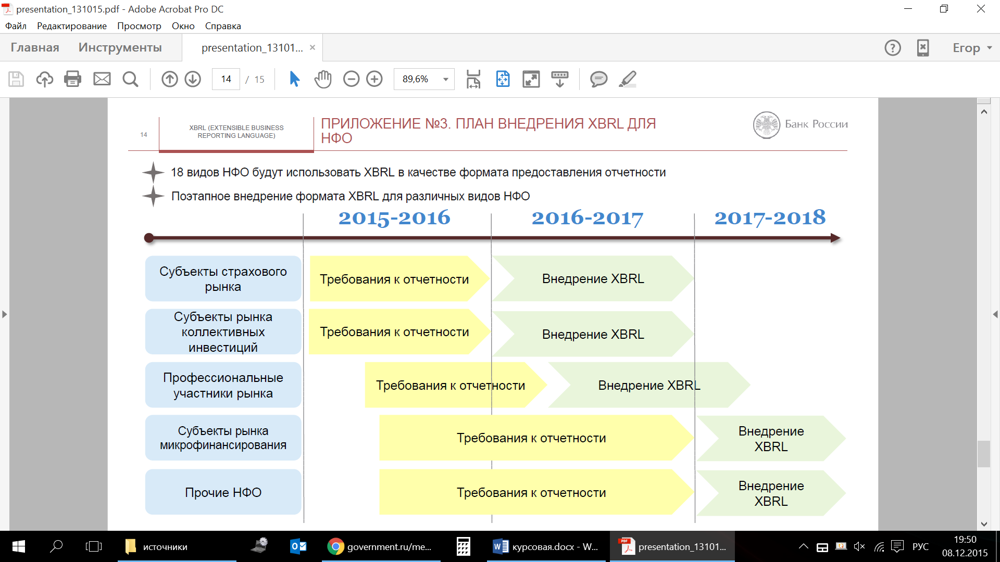 presentation_131015.pdf - Adobe Acrobat Pro DC
Файл Редактирование Просмотр Окно Справка
Главная Инструменты presentation_13101... × Егор
14 / 15 89,6%
14
XBRL (EXTENSIBLE BUSINESS
REPORTING LANGUAGE)
ПРИЛОЖЕНИЕ №3. ПЛАН ВНЕДРЕНИЯ XBRL ДЛЯ
НФО
Банк России
18 видов НФО будут использовать XBRL в качестве формата предоставления отчетности
Поэтапное внедрение формата XBRL для различных видов НФО
2015-2016 2016-2017 2017-2018
Субъекты страхового
рынка
Требования к отчетности
Внедрение XBRL
Субъекты рынка
коллективных
инвестиций
Требования к отчетности
Внедрение XBRL
Профессиональные
участники рынка
Требования к отчетности
Внедрение XBRL
Субъекты рынка
микрофинансирования
Требования к отчетности
Внедрение
XBRL
Прочие НФО
Требования к отчетности
Внедрение
XBRL
источники government.ru/me... курсовая.docx - W... presentation_13101... РУС
19:50
08.12.2015